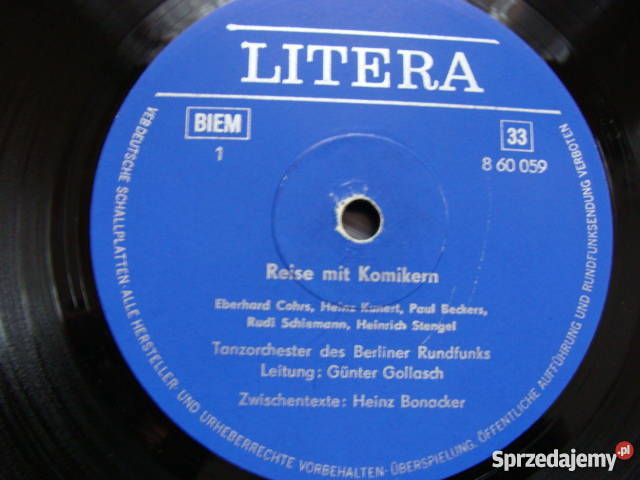 LITERA
BIEM
33
1
8 60 059
Reise mit Komikern
Eberhard Cohrs, Heinz Kunert, Paul Beckers,
Rudi Schiemann, Heinrich Stengel
Tanzorchester des Berliner Rundfunks
Leitung: Günter Gollasch
Zwischentexte: Heinz Bonacker
VEB DEUTSCHE SCHALLPLATTEN · ALLE HERSTELLER- UND URHEBERRECHTE VORBEHALTEN · ÜBERSPIELUNG, ÖFFENTLICHE AUFFÜHRUNG UND RUNDFUNKSENDUNG VERBOTEN
Sprzedajemy.pl